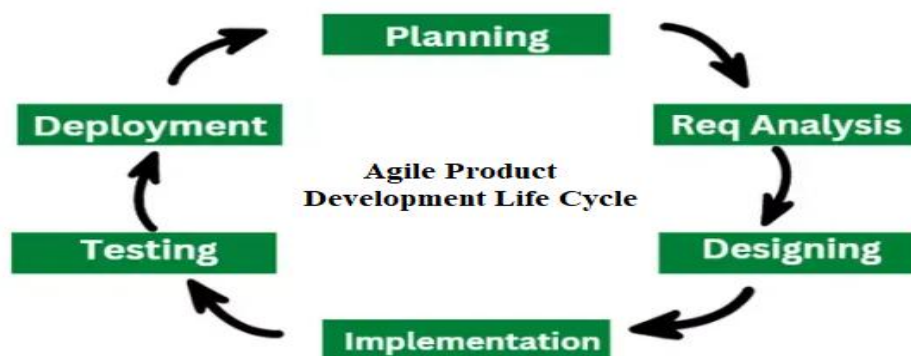 Planning
Deployment
Req Analysis
Agile Product
Development Life Cycle
Testing
Designing
Implementation